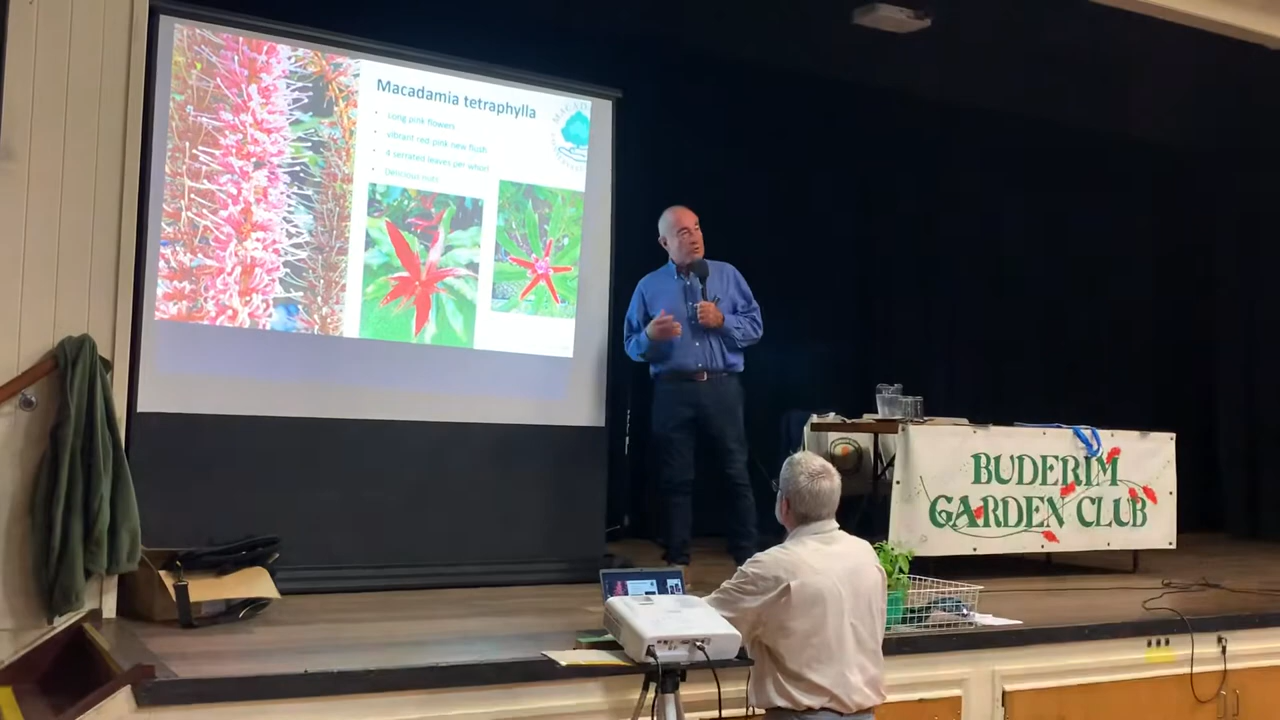 Macadamia tetraphylla
• Long pink flowers
• vibrant red-pink new flush
• 4 serrated leaves per whorl
• Delicious nuts
MACADAMIA
BUDERIM
GARDEN CLUB